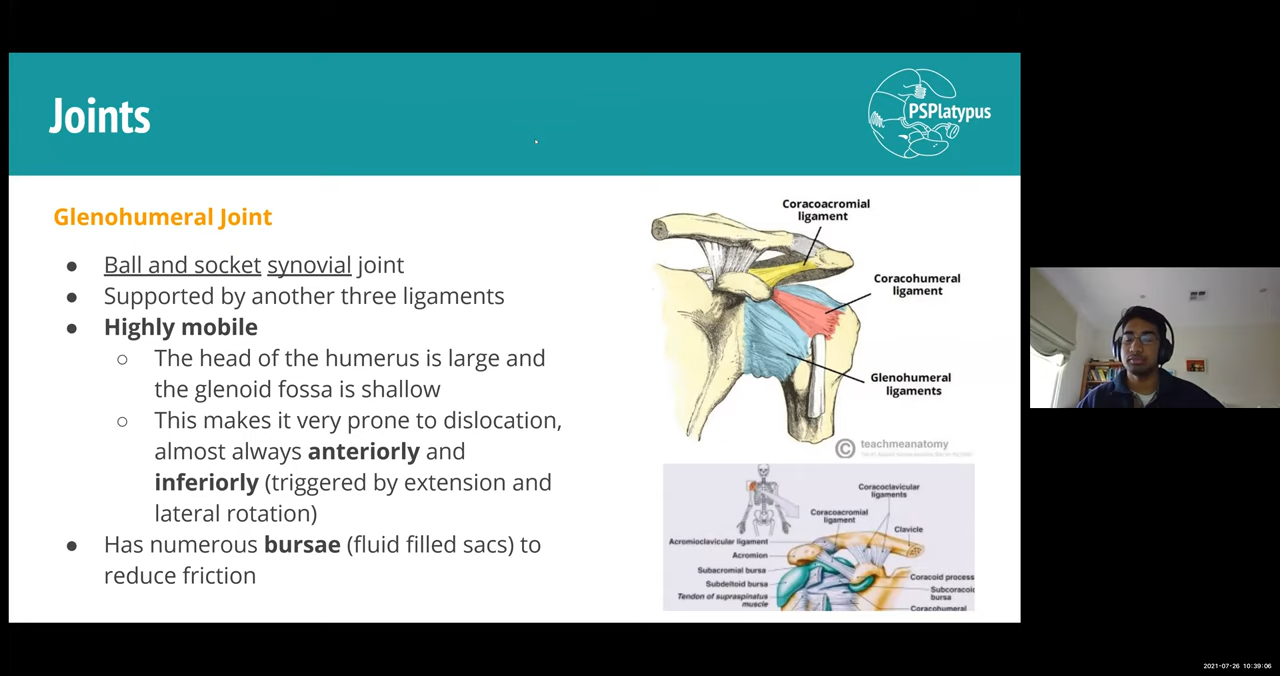 Joints
PSPlatypus
Glenohumeral Joint
● Ball and socket synovial joint
● Supported by another three ligaments
● Highly mobile
○ The head of the humerus is large and
the glenoid fossa is shallow
○ This makes it very prone to dislocation,
almost always anteriorly and
inferiorly (triggered by extension and
lateral rotation)
● Has numerous bursae (fluid filled sacs) to
reduce friction
Coracoacromial
ligament
Coracohumeral
ligament
Glenohumeral
ligaments
© teachmeanatomy
Coracoclavicular
ligaments
Coracoacromial
ligament
Clavicle
Acromioclavicular ligament
Acromion
Subacromial bursa
Subdeltoid bursa
Tendon of supraspinatus
muscle
Coracoid process
Subcoracoid
bursa
Coracohumeral
2021-07-26 10:39:06